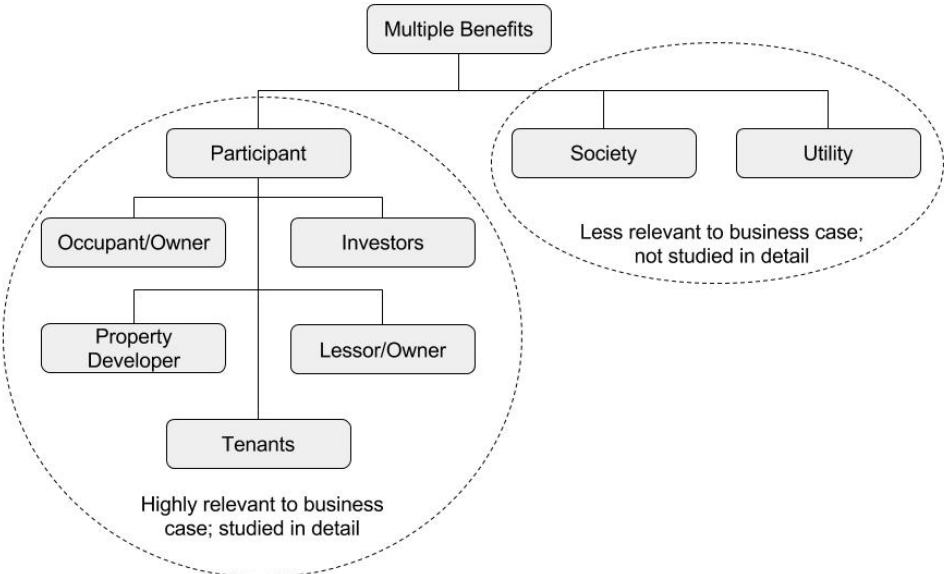 Multiple Benefits
Participant
Society
Utility
Occupant/Owner
Investors
Less relevant to business case;
not studied in detail
Property
Developer
Lessor/Owner
Tenants
Highly relevant to business
case; studied in detail